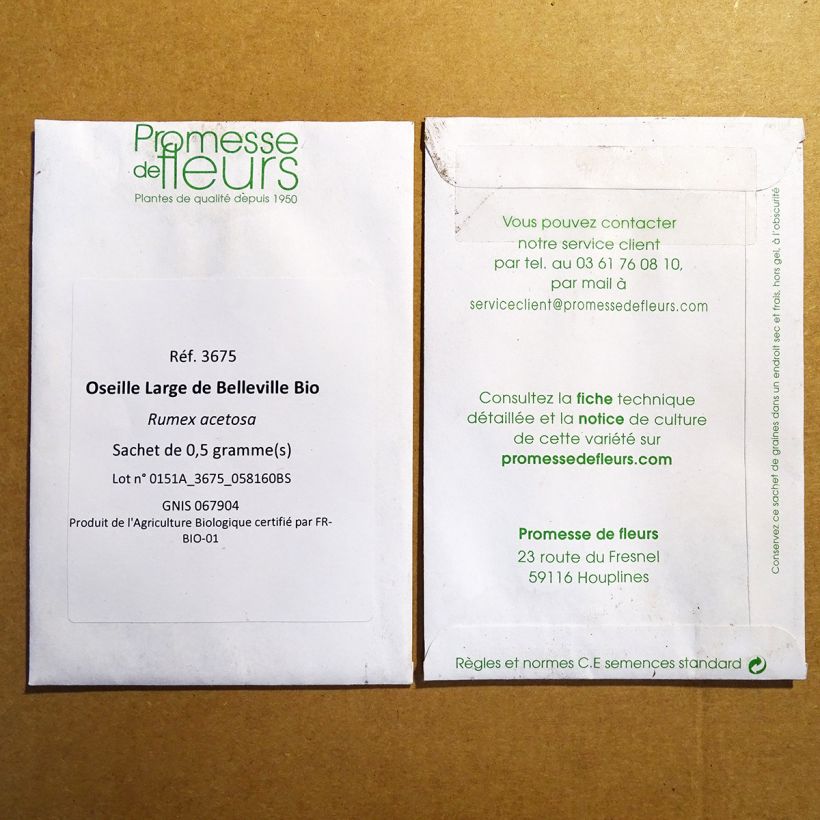 Promesse
de fleurs
Plantes de qualité depuis 1950
Réf. 3675
Oseille Large de Belleville Bio
Rumex acetosa
Sachet de 0,5 gramme(s)
Lot n° 0151A_3675_058160BS
GNIS 067904
Produit de l'Agriculture Biologique certifié par FR-
BIO-01
Vous pouvez contacter
notre service client
par tel. au 03 61 76 08 10,
par mail à
serviceclient@promessedefleurs.com
Consultez la fiche technique
détaillée et la notice de culture
de cette variété sur
promessedefleurs.com
Promesse de fleurs
23 route du Fresnel
59116 Houplines
Règles et normes C.E semences standard
Conservez ce sachet de graines dans un endroit sec et frais, hors gel, à l'obscurité